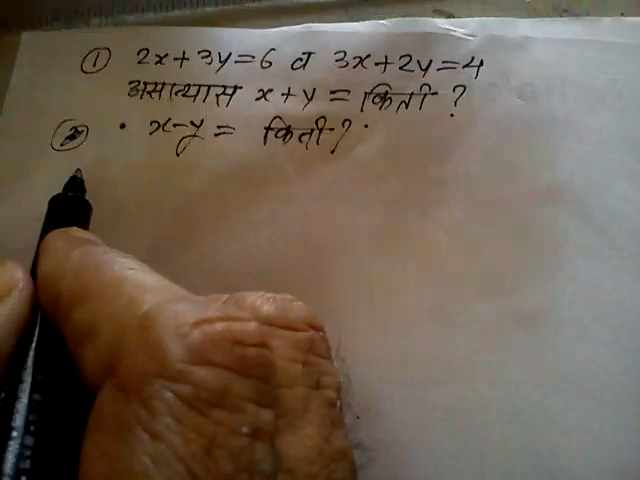 ① 2x+3y=6 व 3x+2y=4
असल्यास x+y = किती ?
② x-y = किती?